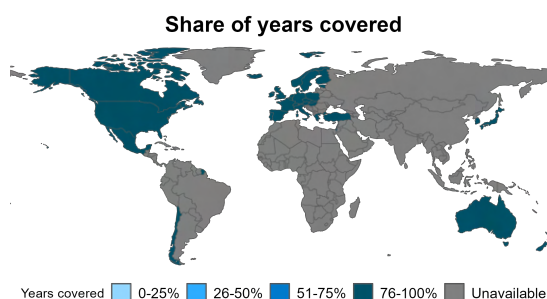 Share of years covered
Years covered 0-25% 26-50% 51-75% 76-100% Unavailable